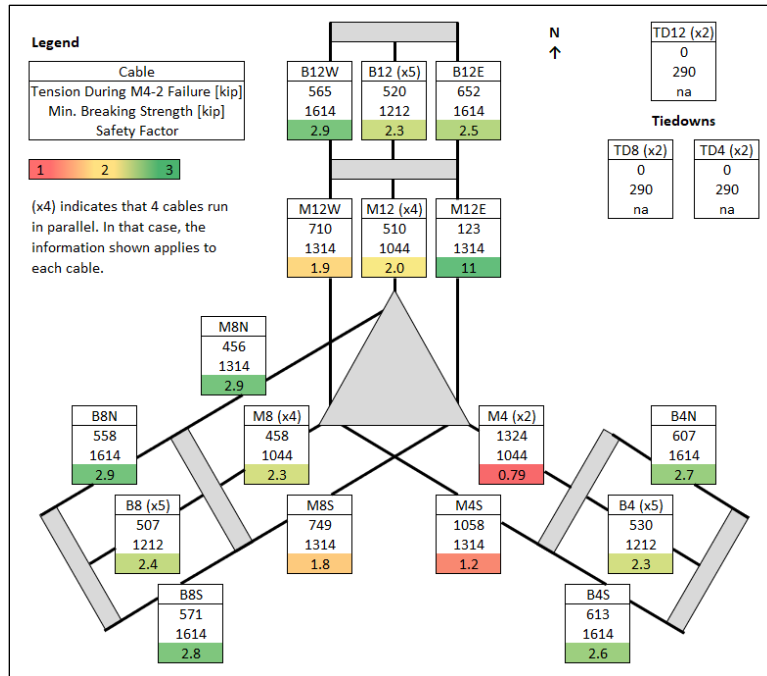 Legend
Cable
Tension During M4-2 Failure [kip]
Min. Breaking Strength [kip]
Safety Factor
1 2 3
(x4) indicates that 4 cables run
in parallel. In that case, the
information shown applies to
each cable.
N
↑
B12W
565
1614
2.9
B12 (x5)
520
1212
2.3
B12E
652
1614
2.5
TD12 (x2)
0
290
na
Tiedowns
TD8 (x2)
0
290
na
TD4 (x2)
0
290
na
M12W
710
1314
1.9
M12 (x4)
510
1044
2.0
M12E
123
1314
11
M8N
456
1314
2.9
B8N
558
1614
2.9
M8 (x4)
458
1044
2.3
M4 (x2)
1324
1044
0.79
B4N
607
1614
2.7
B8 (x5)
507
1212
2.4
M8S
749
1314
1.8
M4S
1058
1314
1.2
B4 (x5)
530
1212
2.3
B8S
571
1614
2.8
B4S
613
1614
2.6